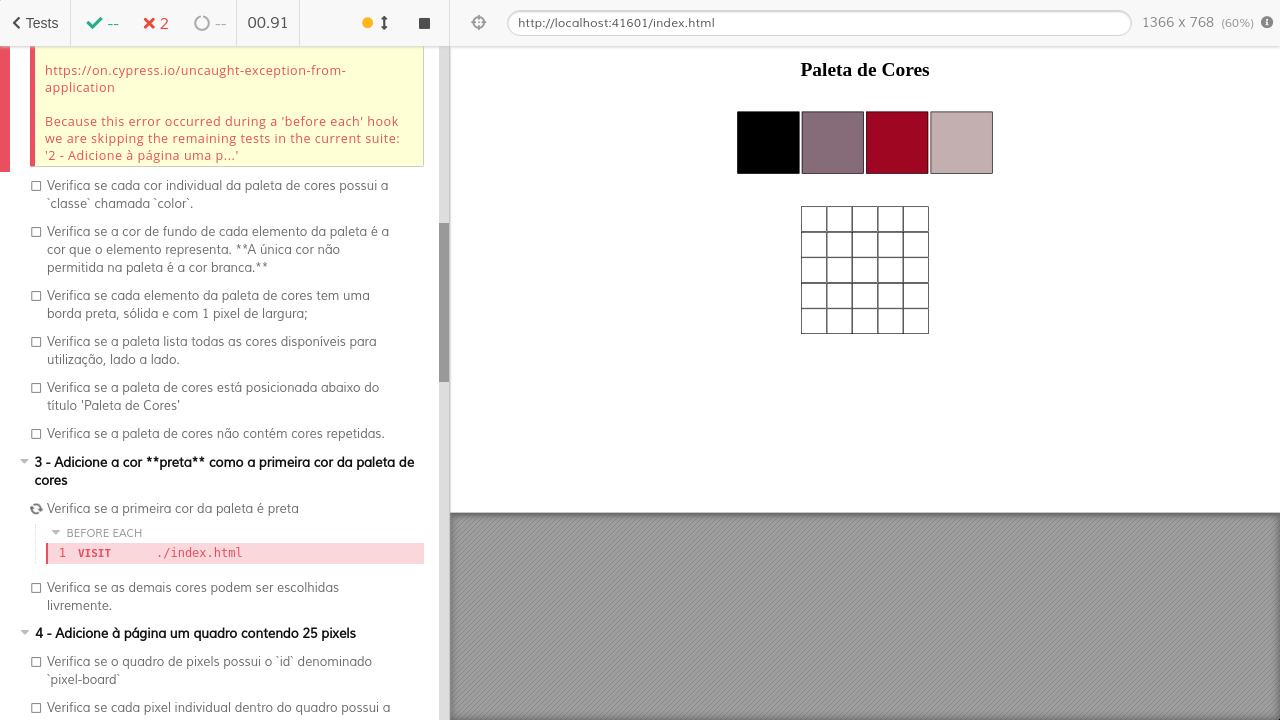 Tests
--
2
--
00.91
http://localhost:41601/index.html
1366 x 768 (60%)
https://on.cypress.io/uncaught-exception-from-
application
Because this error occurred during a 'before each' hook
we are skipping the remaining tests in the current suite:
'2 - Adicione à página uma p...'
Verifica se cada cor individual da paleta de cores possui a
`classe` chamada `color`.
Verifica se a cor de fundo de cada elemento da paleta é a
cor que o elemento representa. **A única cor não
permitida na paleta é a cor branca.**
Verifica se cada elemento da paleta de cores tem uma
borda preta, sólida e com 1 pixel de largura;
Verifica se a paleta lista todas as cores disponíveis para
utilização, lado a lado.
Verifica se a paleta de cores está posicionada abaixo do
título 'Paleta de Cores'
Verifica se a paleta de cores não contém cores repetidas.
3 - Adicione a cor **preta** como a primeira cor da paleta de
cores
Verifica se a primeira cor da paleta é preta
BEFORE EACH
1 VISIT ./index.html
Verifica se as demais cores podem ser escolhidas
livremente.
4 - Adicione à página um quadro contendo 25 pixels
Verifica se o quadro de pixels possui o `id` denominado
`pixel-board`
Verifica se cada pixel individual dentro do quadro possui a
Paleta de Cores